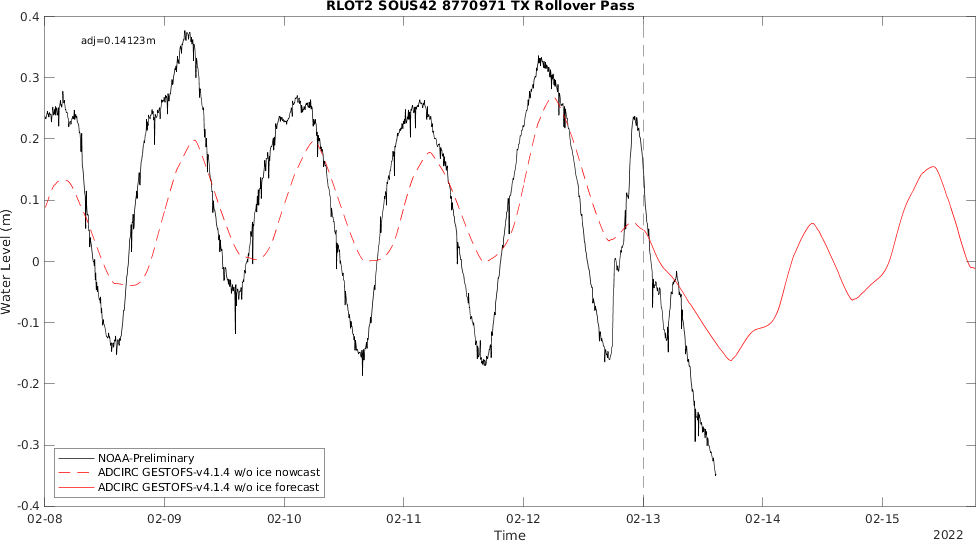 RLOT2 SOUS42 8770971 TX Rollover Pass
adj=0.14123m
0.4
0.3
0.2
0.1
0
-0.1
-0.2
-0.3
-0.4
Water Level (m)
NOAA-Preliminary
ADCIRC GESTOFS-v4.1.4 w/o ice nowcast
ADCIRC GESTOFS-v4.1.4 w/o ice forecast
02-08 02-09 02-10 02-11 02-12 02-13 02-14 02-15
Time
2022